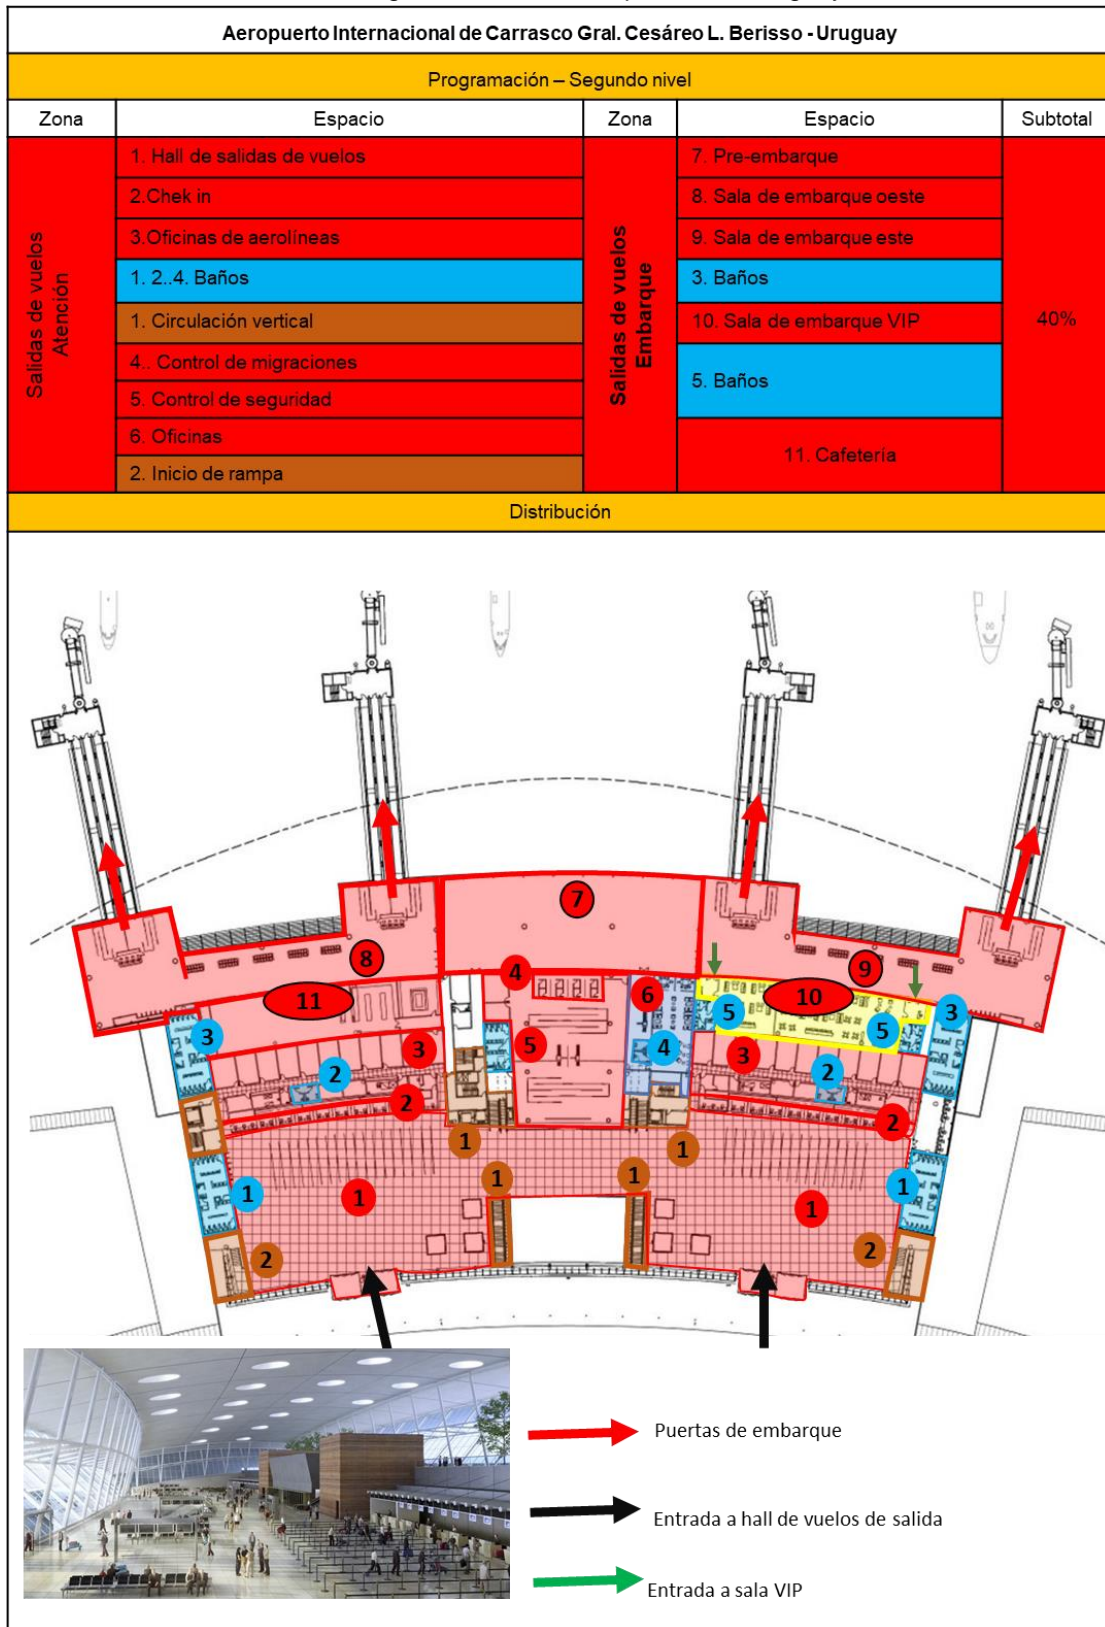 Aeropuerto Internacional de Carrasco Gral. Cesáreo L. Berisso - Uruguay
Programación – Segundo nivel
Zona Espacio Zona Espacio Subtotal
Salidas de vuelos
Atención
1. Hall de salidas de vuelos
2.Chek in
3.Oficinas de aerolíneas
1. 2..4. Baños
1. Circulación vertical
4.. Control de migraciones
5. Control de seguridad
6. Oficinas
2. Inicio de rampa
Salidas de vuelos
Embarque
7. Pre-embarque
8. Sala de embarque oeste
9. Sala de embarque este
3. Baños
10. Sala de embarque VIP
5. Baños
11. Cafetería
40%
Distribución
7
8
9
4
6
11
10
5
5
3
3
3
5
4
3
2
2
2
2
1
1
1
1
1
1
1
1
2
2
Puertas de embarque
Entrada a hall de vuelos de salida
Entrada a sala VIP